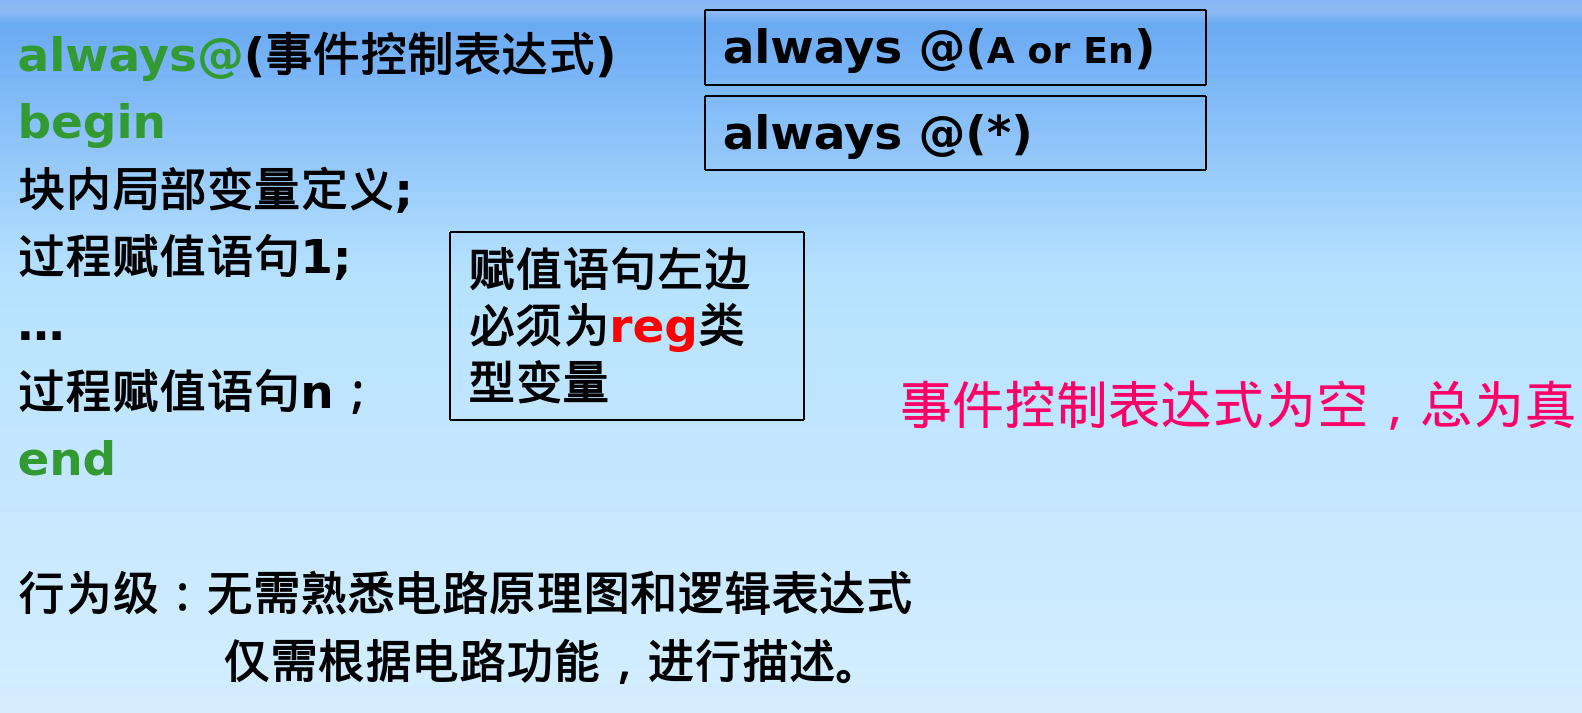 always@(事件控制表达式)
always @(A or En)
always @(*)
begin
块内局部变量定义;
过程赋值语句1;
...
过程赋值语句n；
end
赋值语句左边
必须为reg类
型变量
事件控制表达式为空，总为真
行为级：无需熟悉电路原理图和逻辑表达式
仅需根据电路功能，进行描述。